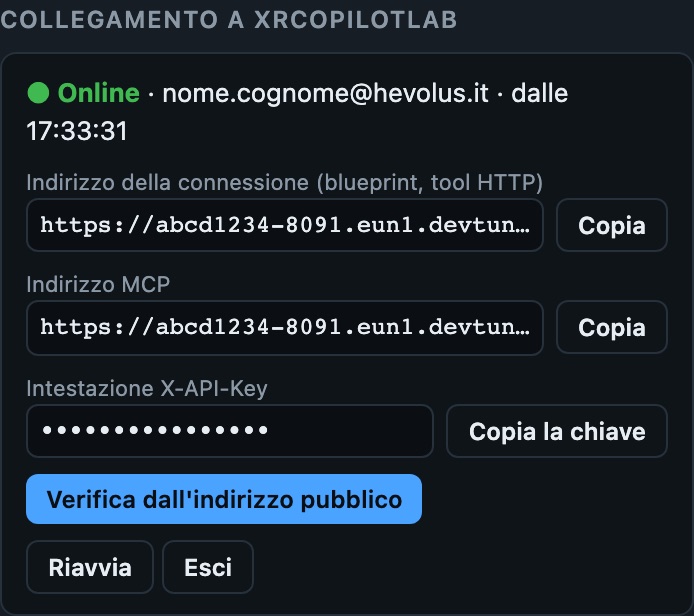 COLLEGAMENTO A XRCOPILOTLAB
Online · nome.cognome@hevolus.it · dalle
17:33:31
Indirizzo della connessione (blueprint, tool HTTP)
https://abcd1234-8091.eun1.devtun…
Copia
Indirizzo MCP
https://abcd1234-8091.eun1.devtun…
Copia
Intestazione X-API-Key
••••••••••••••••
Copia la chiave
Verifica dall'indirizzo pubblico
Riavvia
Esci